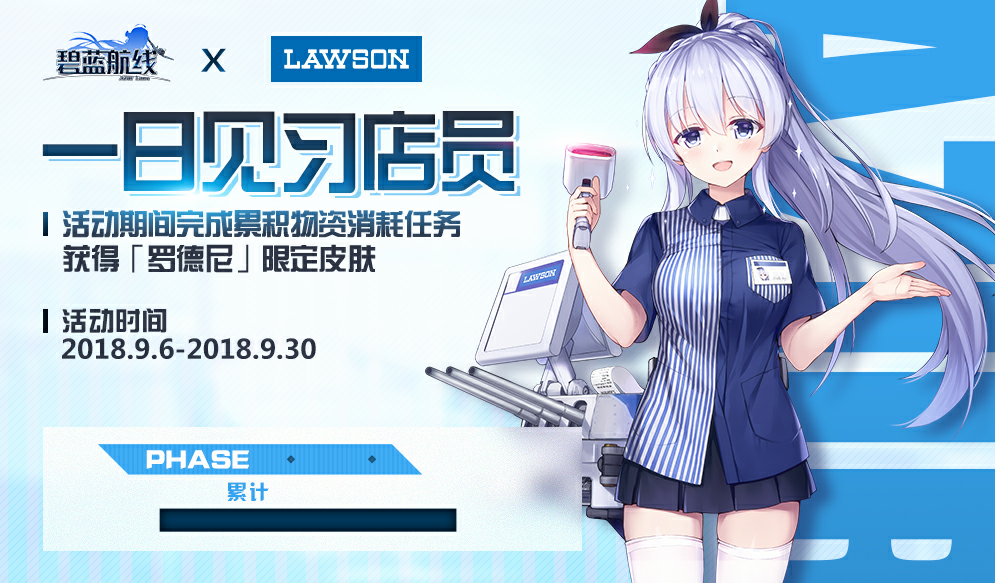 碧蓝航线
Azur Lane
X
LAWSON
一日见习店员
活动期间完成累积物资消耗任务
获得「罗德尼」限定皮肤
活动时间
2018.9.6-2018.9.30
LAWSON
PHASE
累计